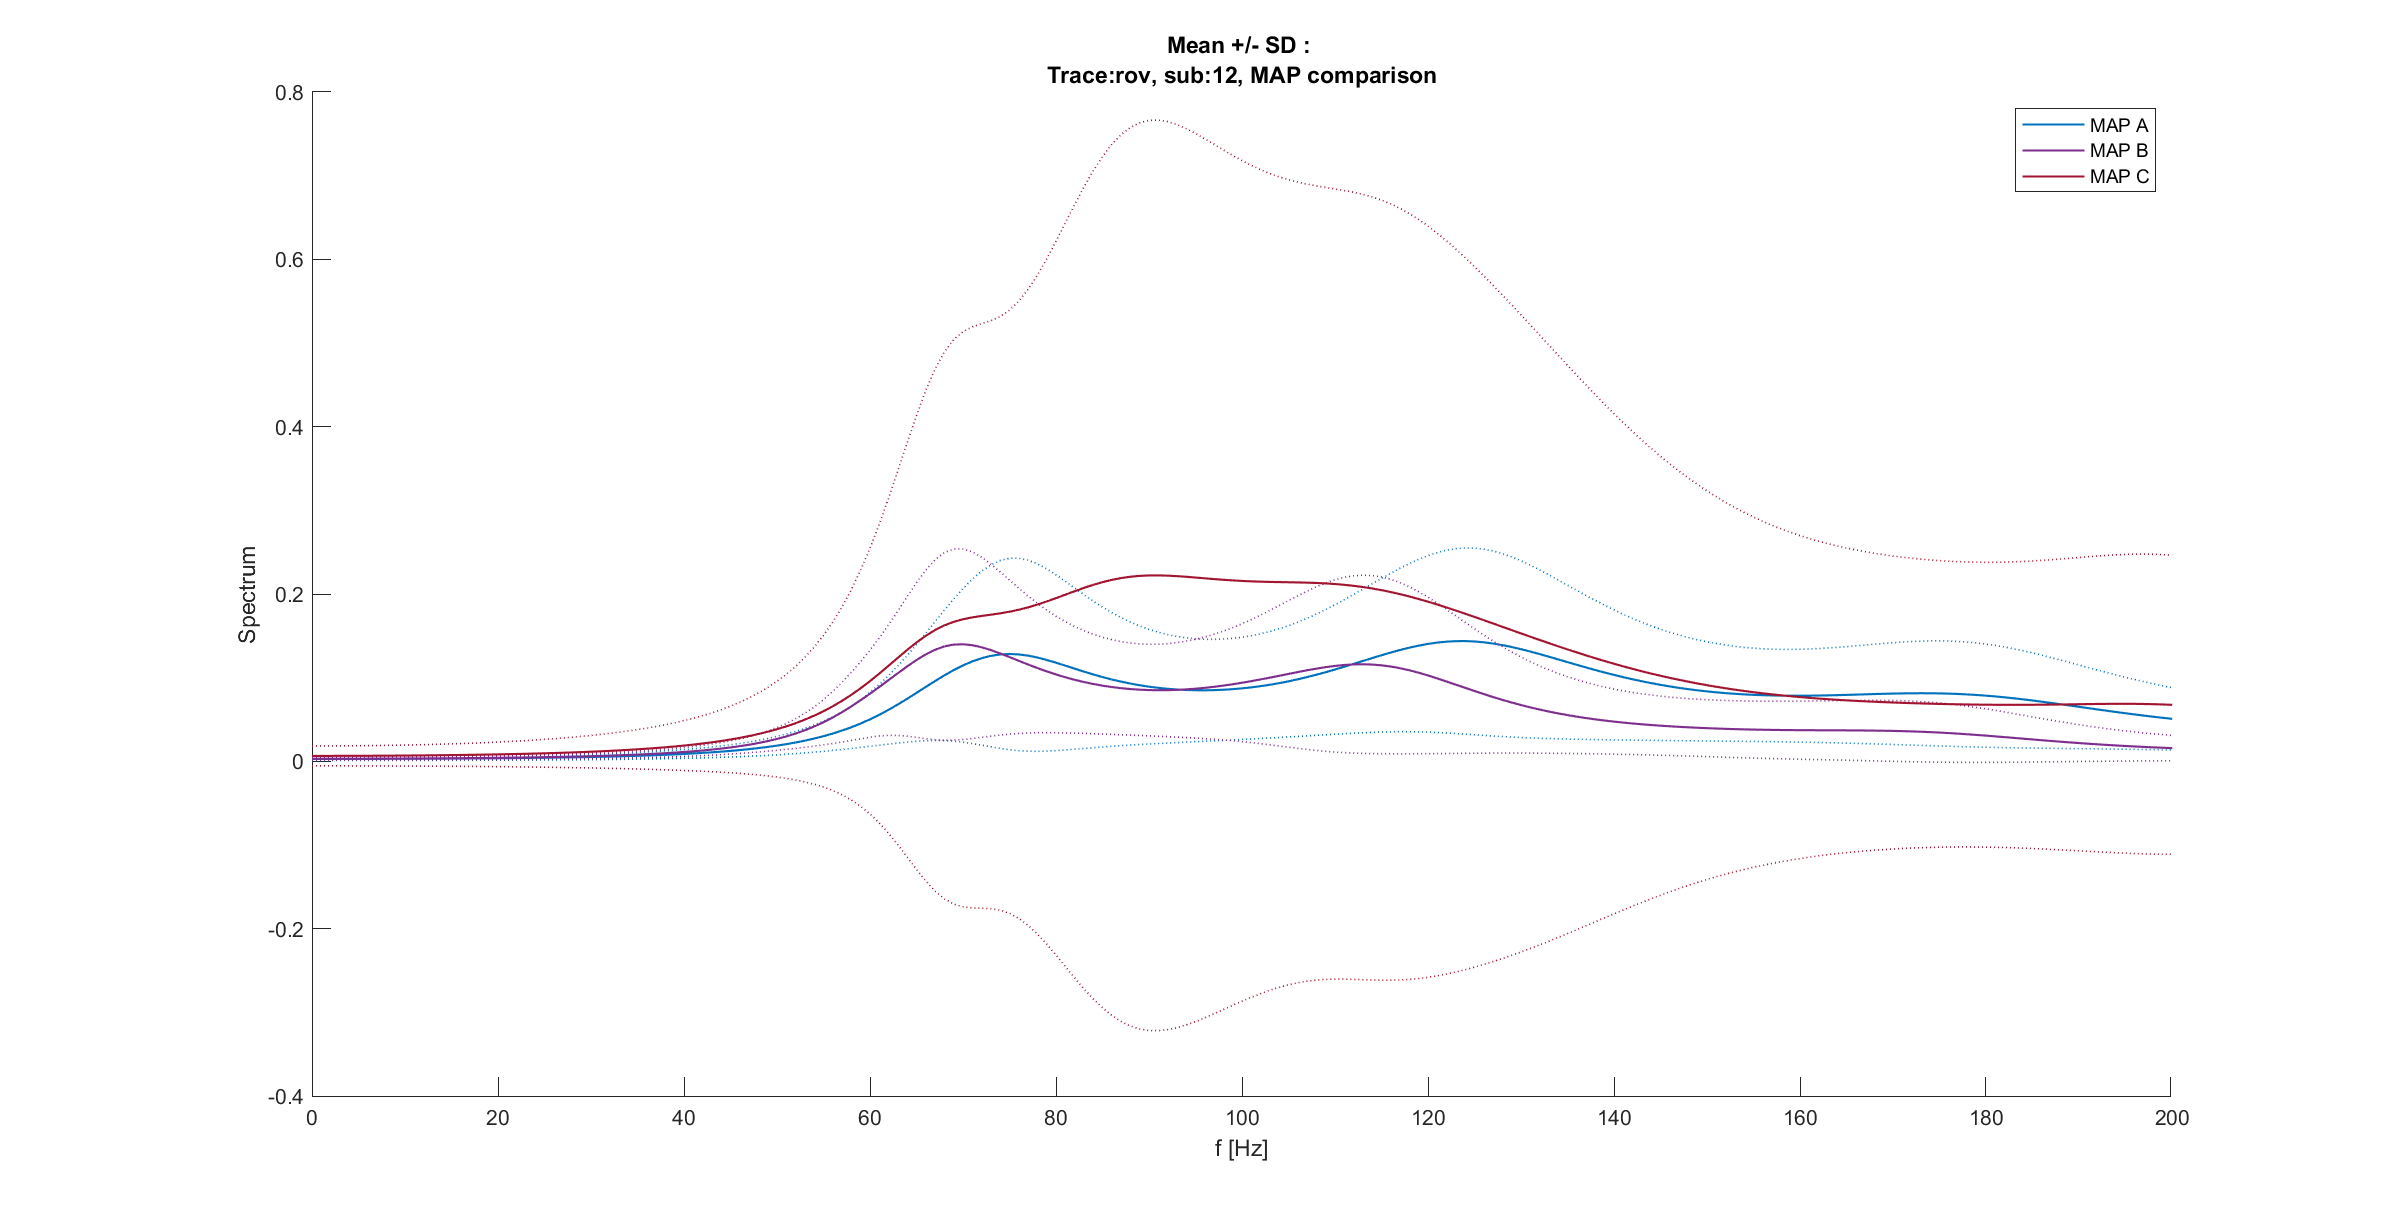 Mean +/- SD :
Trace:rov, sub:12, MAP comparison
0.8
0.6
0.4
0.2
0
-0.2
-0.4
Spectrum
MAP A
MAP B
MAP C
0 20 40 60 80 100 120 140 160 180 200
f [Hz]